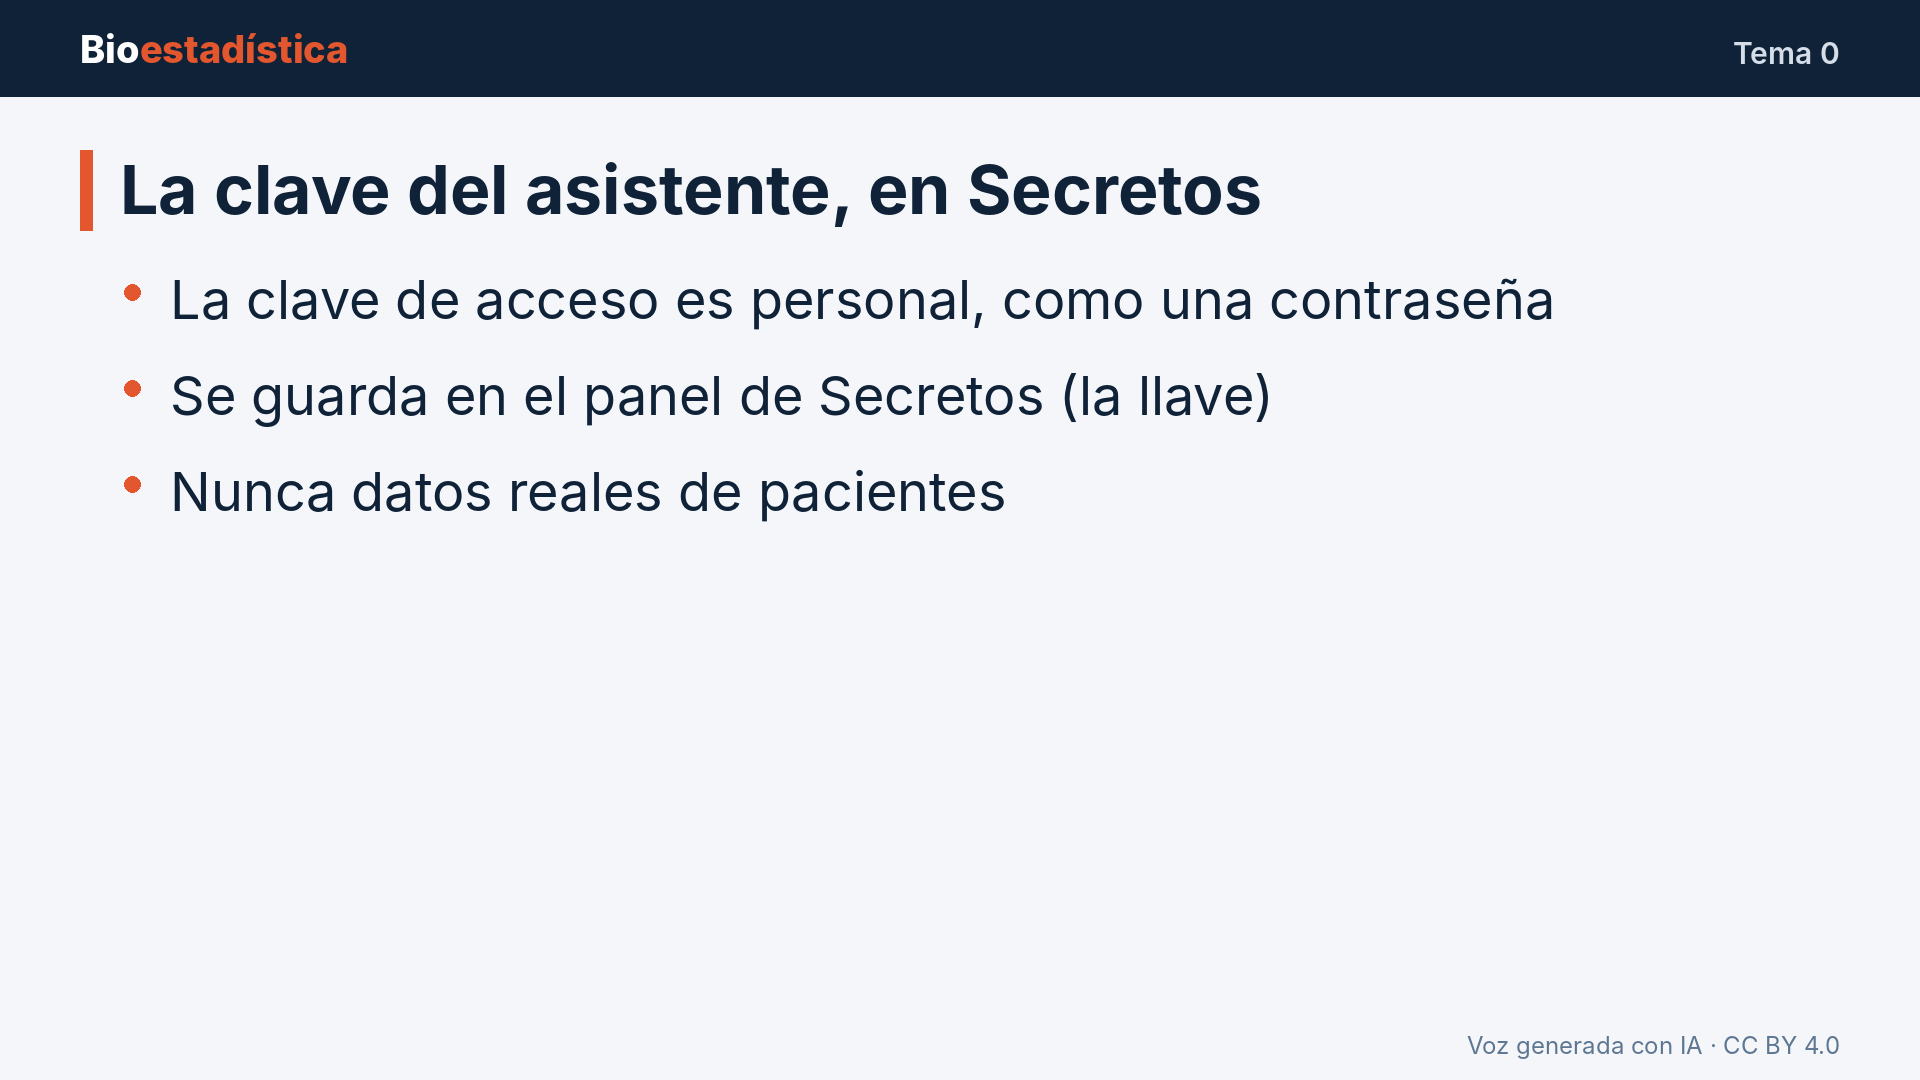 Bioestadística
Tema 0
La clave del asistente, en Secretos
• La clave de acceso es personal, como una contraseña
• Se guarda en el panel de Secretos (la llave)
• Nunca datos reales de pacientes
Voz generada con IA · CC BY 4.0